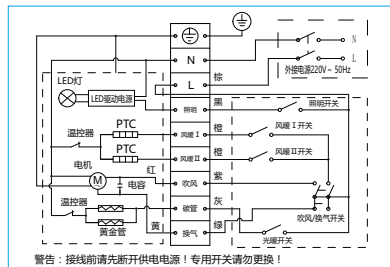 LED灯
LED驱动电源
温控器
PTC
PTC
电机
M
电容
红
温控器
黄金管
黄
N
L
照明
风暖Ⅰ
风暖Ⅱ
吹风
碳管
换气
棕
黑
橙
橙
紫
灰
绿
N
L
外接电源220V ~ 50Hz
照明开关
风暖Ⅰ开关
风暖Ⅱ开关
吹风/换气开关
光暖开关
警告：接线前请先断开供电电源！专用开关请勿更换！